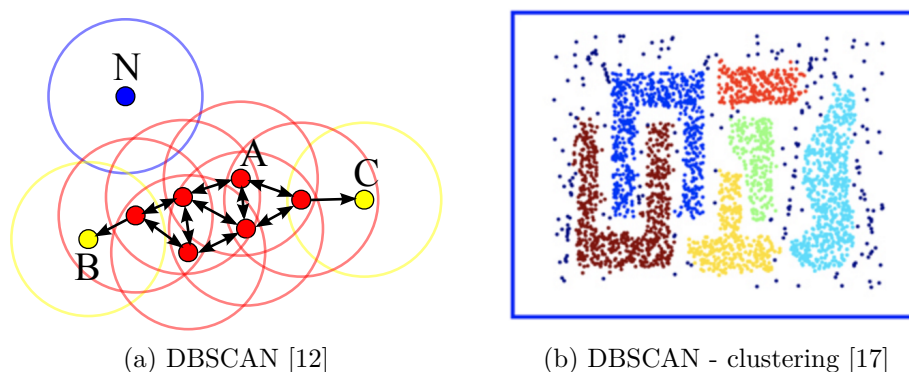 N
A
C
B
(a) DBSCAN [12]
(b) DBSCAN - clustering [17]